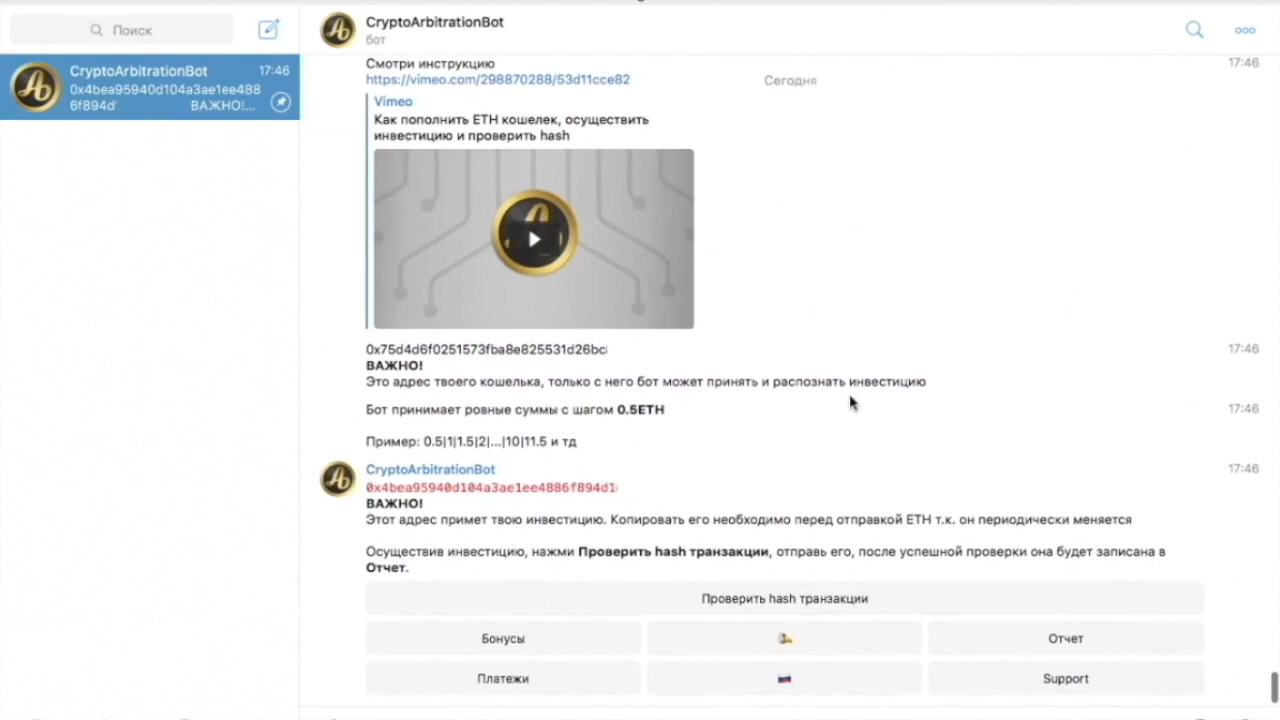 Поиск
CryptoArbitrationBot
бот
CryptoArbitrationBot 17:46
0x4bea95940d104a3ae1ee488
6f894d ВАЖНО!...
Смотри инструкцию 17:46
https://vimeo.com/298870288/53d11cce82
Сегодня
Vimeo
Как пополнить ETH кошелек, осуществить
инвестицию и проверить hash
0x75d4d6f0251573fba8e825531d26bc 17:46
ВАЖНО!
Это адрес твоего кошелька, только с него бот может принять и распознать инвестицию
Бот принимает ровные суммы с шагом 0.5ETH 17:46
Пример: 0.5|1|1.5|2|...|10|11.5 и тд
CryptoArbitrationBot 17:46
0x4bea95940d104a3ae1ee4886f894d1
ВАЖНО!
Этот адрес примет твою инвестицию. Копировать его необходимо перед отправкой ETH т.к. он периодически меняется
Осуществив инвестицию, нажми Проверить hash транзакции, отправь его, после успешной проверки она будет записана в
Отчет.
Проверить hash транзакции
Бонусы
Отчет
Платежи
Support